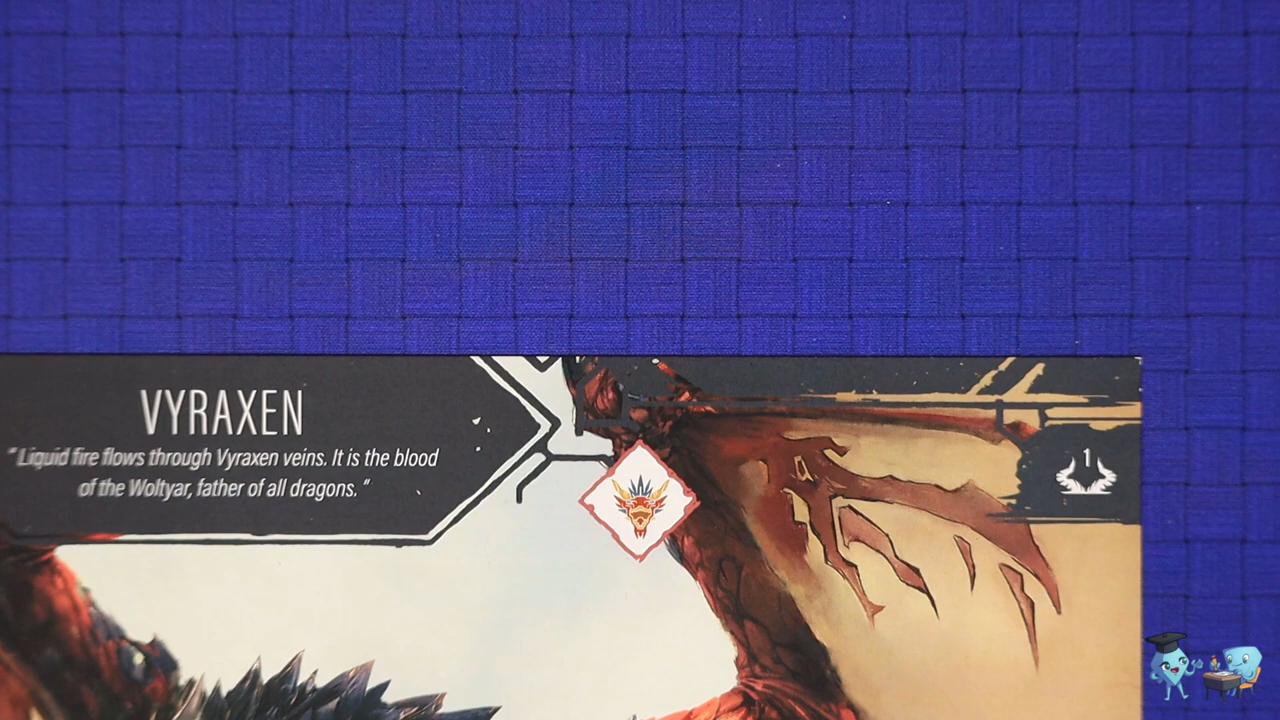 VYRAXEN
"Liquid fire flows through Vyraxen veins. It is the blood
of the Woltyar, father of all dragons. "
1